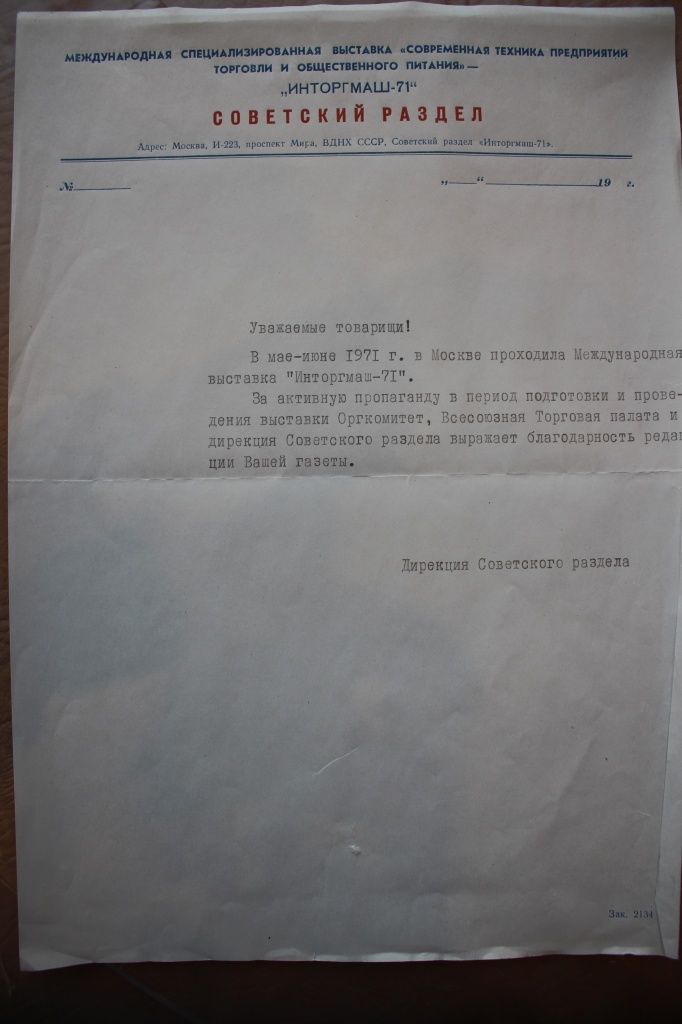 МЕЖДУНАРОДНАЯ СПЕЦИАЛИЗИРОВАННАЯ ВЫСТАВКА «СОВРЕМЕННАЯ ТЕХНИКА ПРЕДПРИЯТИЙ
ТОРГОВЛИ И ОБЩЕСТВЕННОГО ПИТАНИЯ»—
„ИНТОРГМАШ-71“
СОВЕТСКИЙ РАЗДЕЛ
Адрес: Москва, И-223, проспект Мира, ВДНХ СССР, Советский раздел «Инторгмаш-71».
№________ „____“ ________________19 г.
Уважаемые товарищи!
В мае-июне 1971 г. в Москве проходила Международная
выставка "Инторгмаш-71".
За активную пропаганду в период подготовки и прове-
дения выставки Оргкомитет, Всесоюзная Торговая палата и
дирекция Советского раздела выражает благодарность редак
ции Вашей газеты.
Дирекция Советского раздела
Зак. 2134